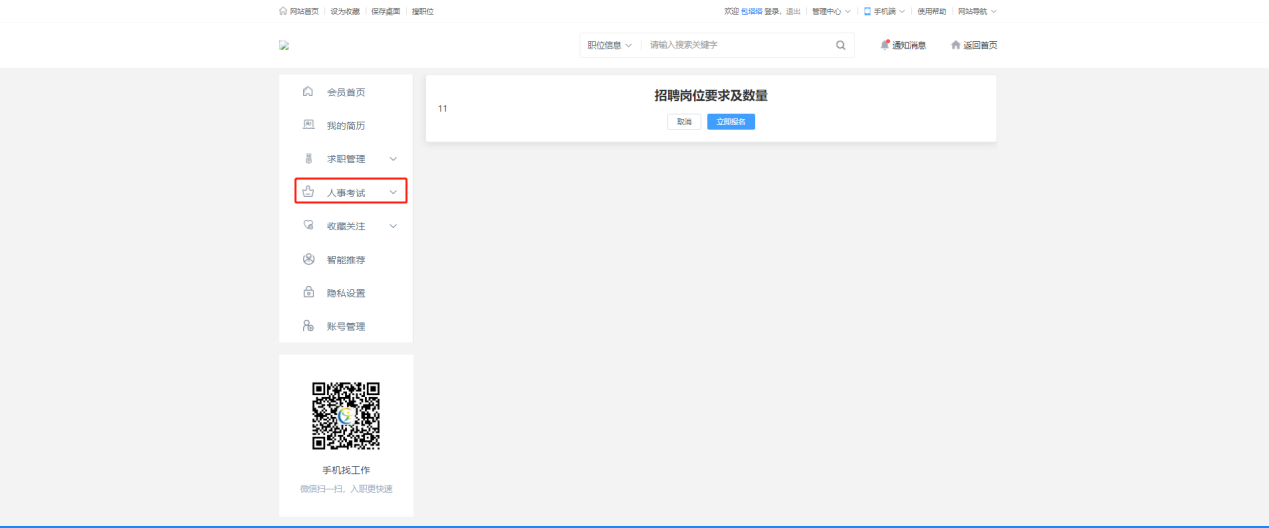 网站首页 设为收藏 保存桌面 搜职位
欢迎 包塔塔 登录, 退出 管理中心 手机端 使用帮助 网站导航
职位信息 请输入搜索关键字 通知消息 返回首页
会员首页
我的简历
求职管理
人事考试
收藏关注
智能推荐
隐私设置
账号管理
招聘岗位要求及数量
11
取消 立即报名
手机找工作
微信扫一扫, 入职更快速